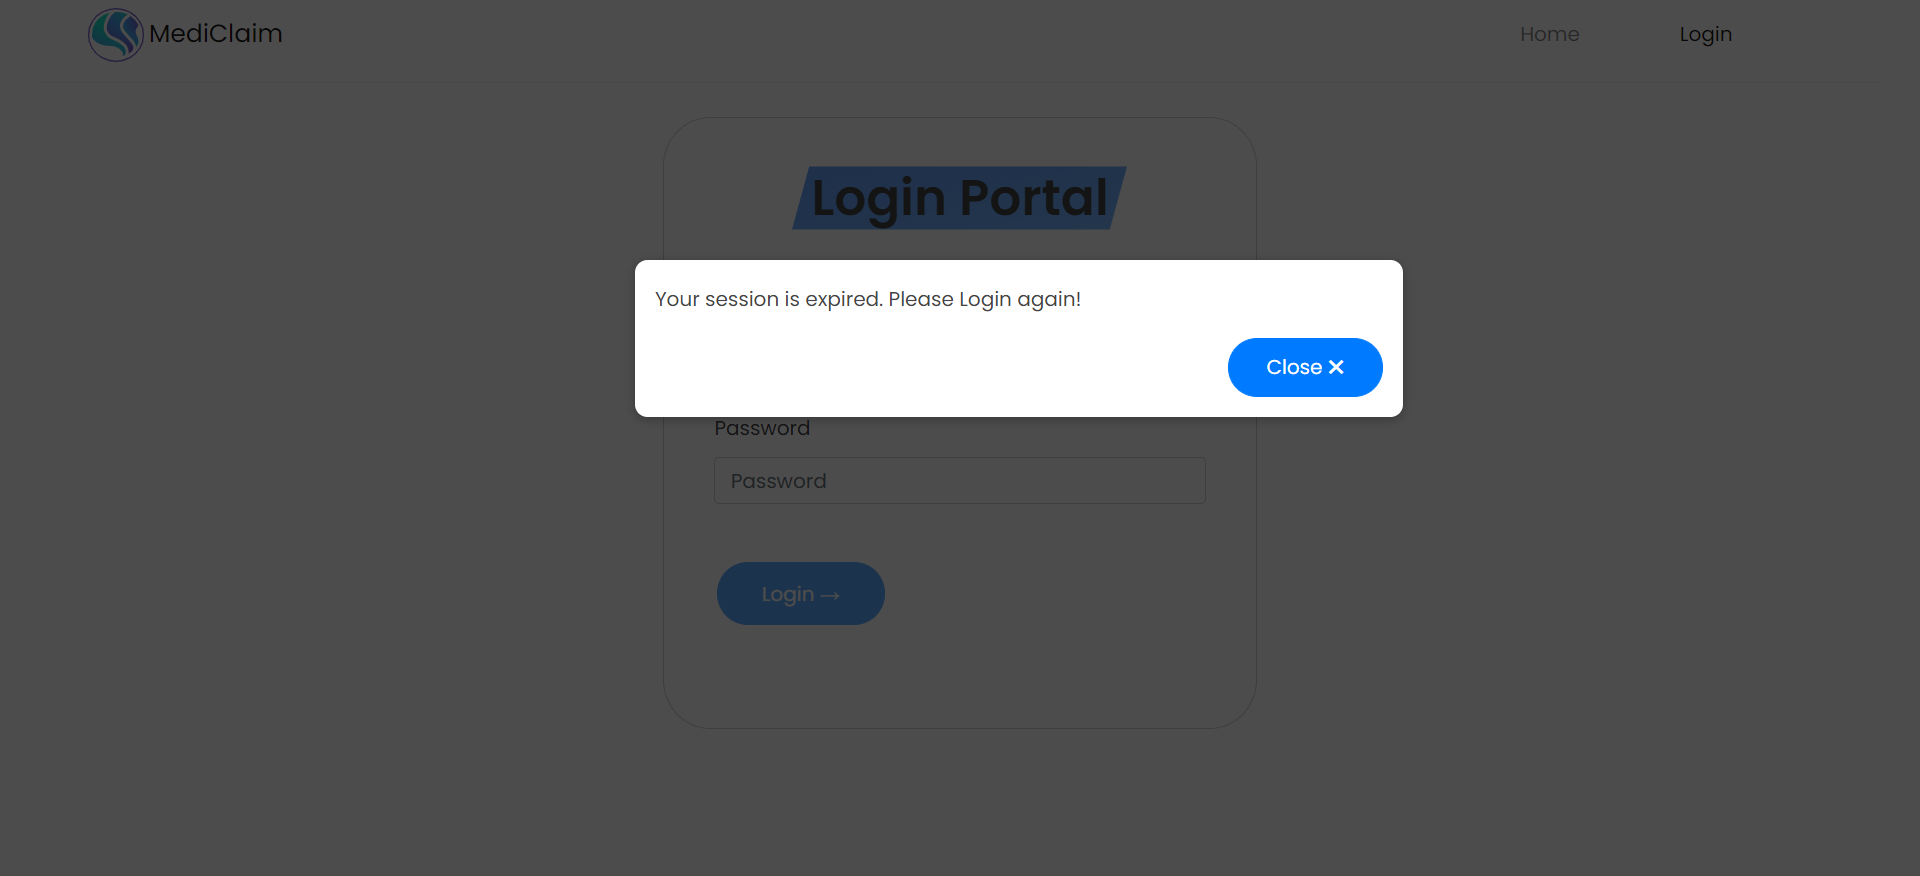 MediClaim
Home
Login
Login Portal
Your session is expired. Please Login again!
Close ✕
Password
Password
Login →